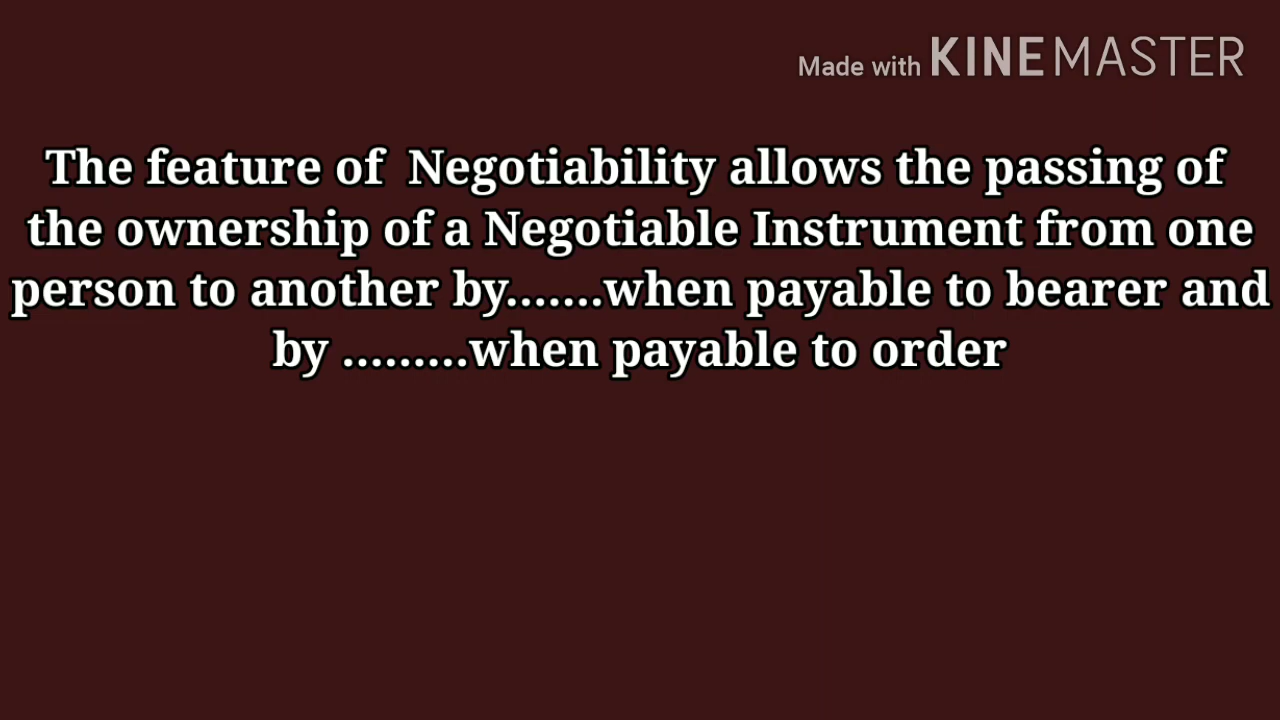 Made with KINEMASTER
The feature of Negotiability allows the passing of
the ownership of a Negotiable Instrument from one
person to another by.......when payable to bearer and
by .........when payable to order